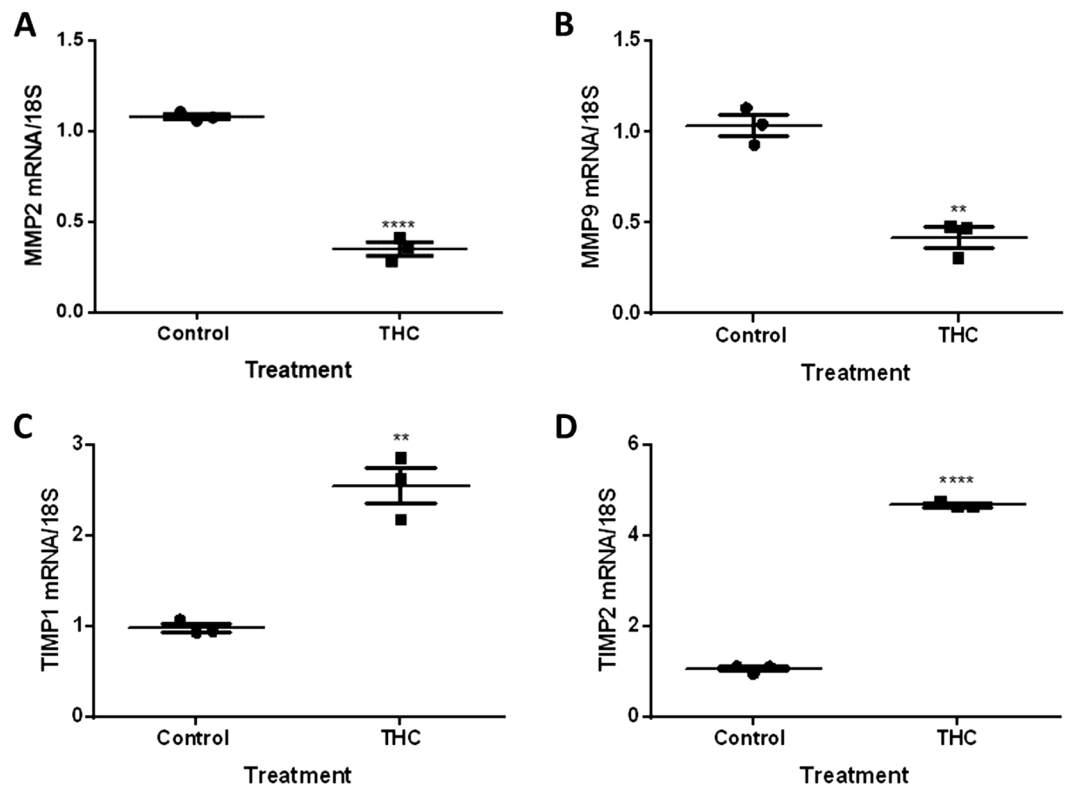 A
MMP2 mRNA/18S
1.5
1.0
0.5
0.0
****
Control
THC
Treatment
B
MMP9 mRNA/18S
1.5
1.0
0.5
0.0
**
Control
THC
Treatment
C
TIMP1 mRNA/18S
3
2
1
0
**
Control
THC
Treatment
D
TIMP2 mRNA/18S
6
4
2
0
****
Control
THC
Treatment